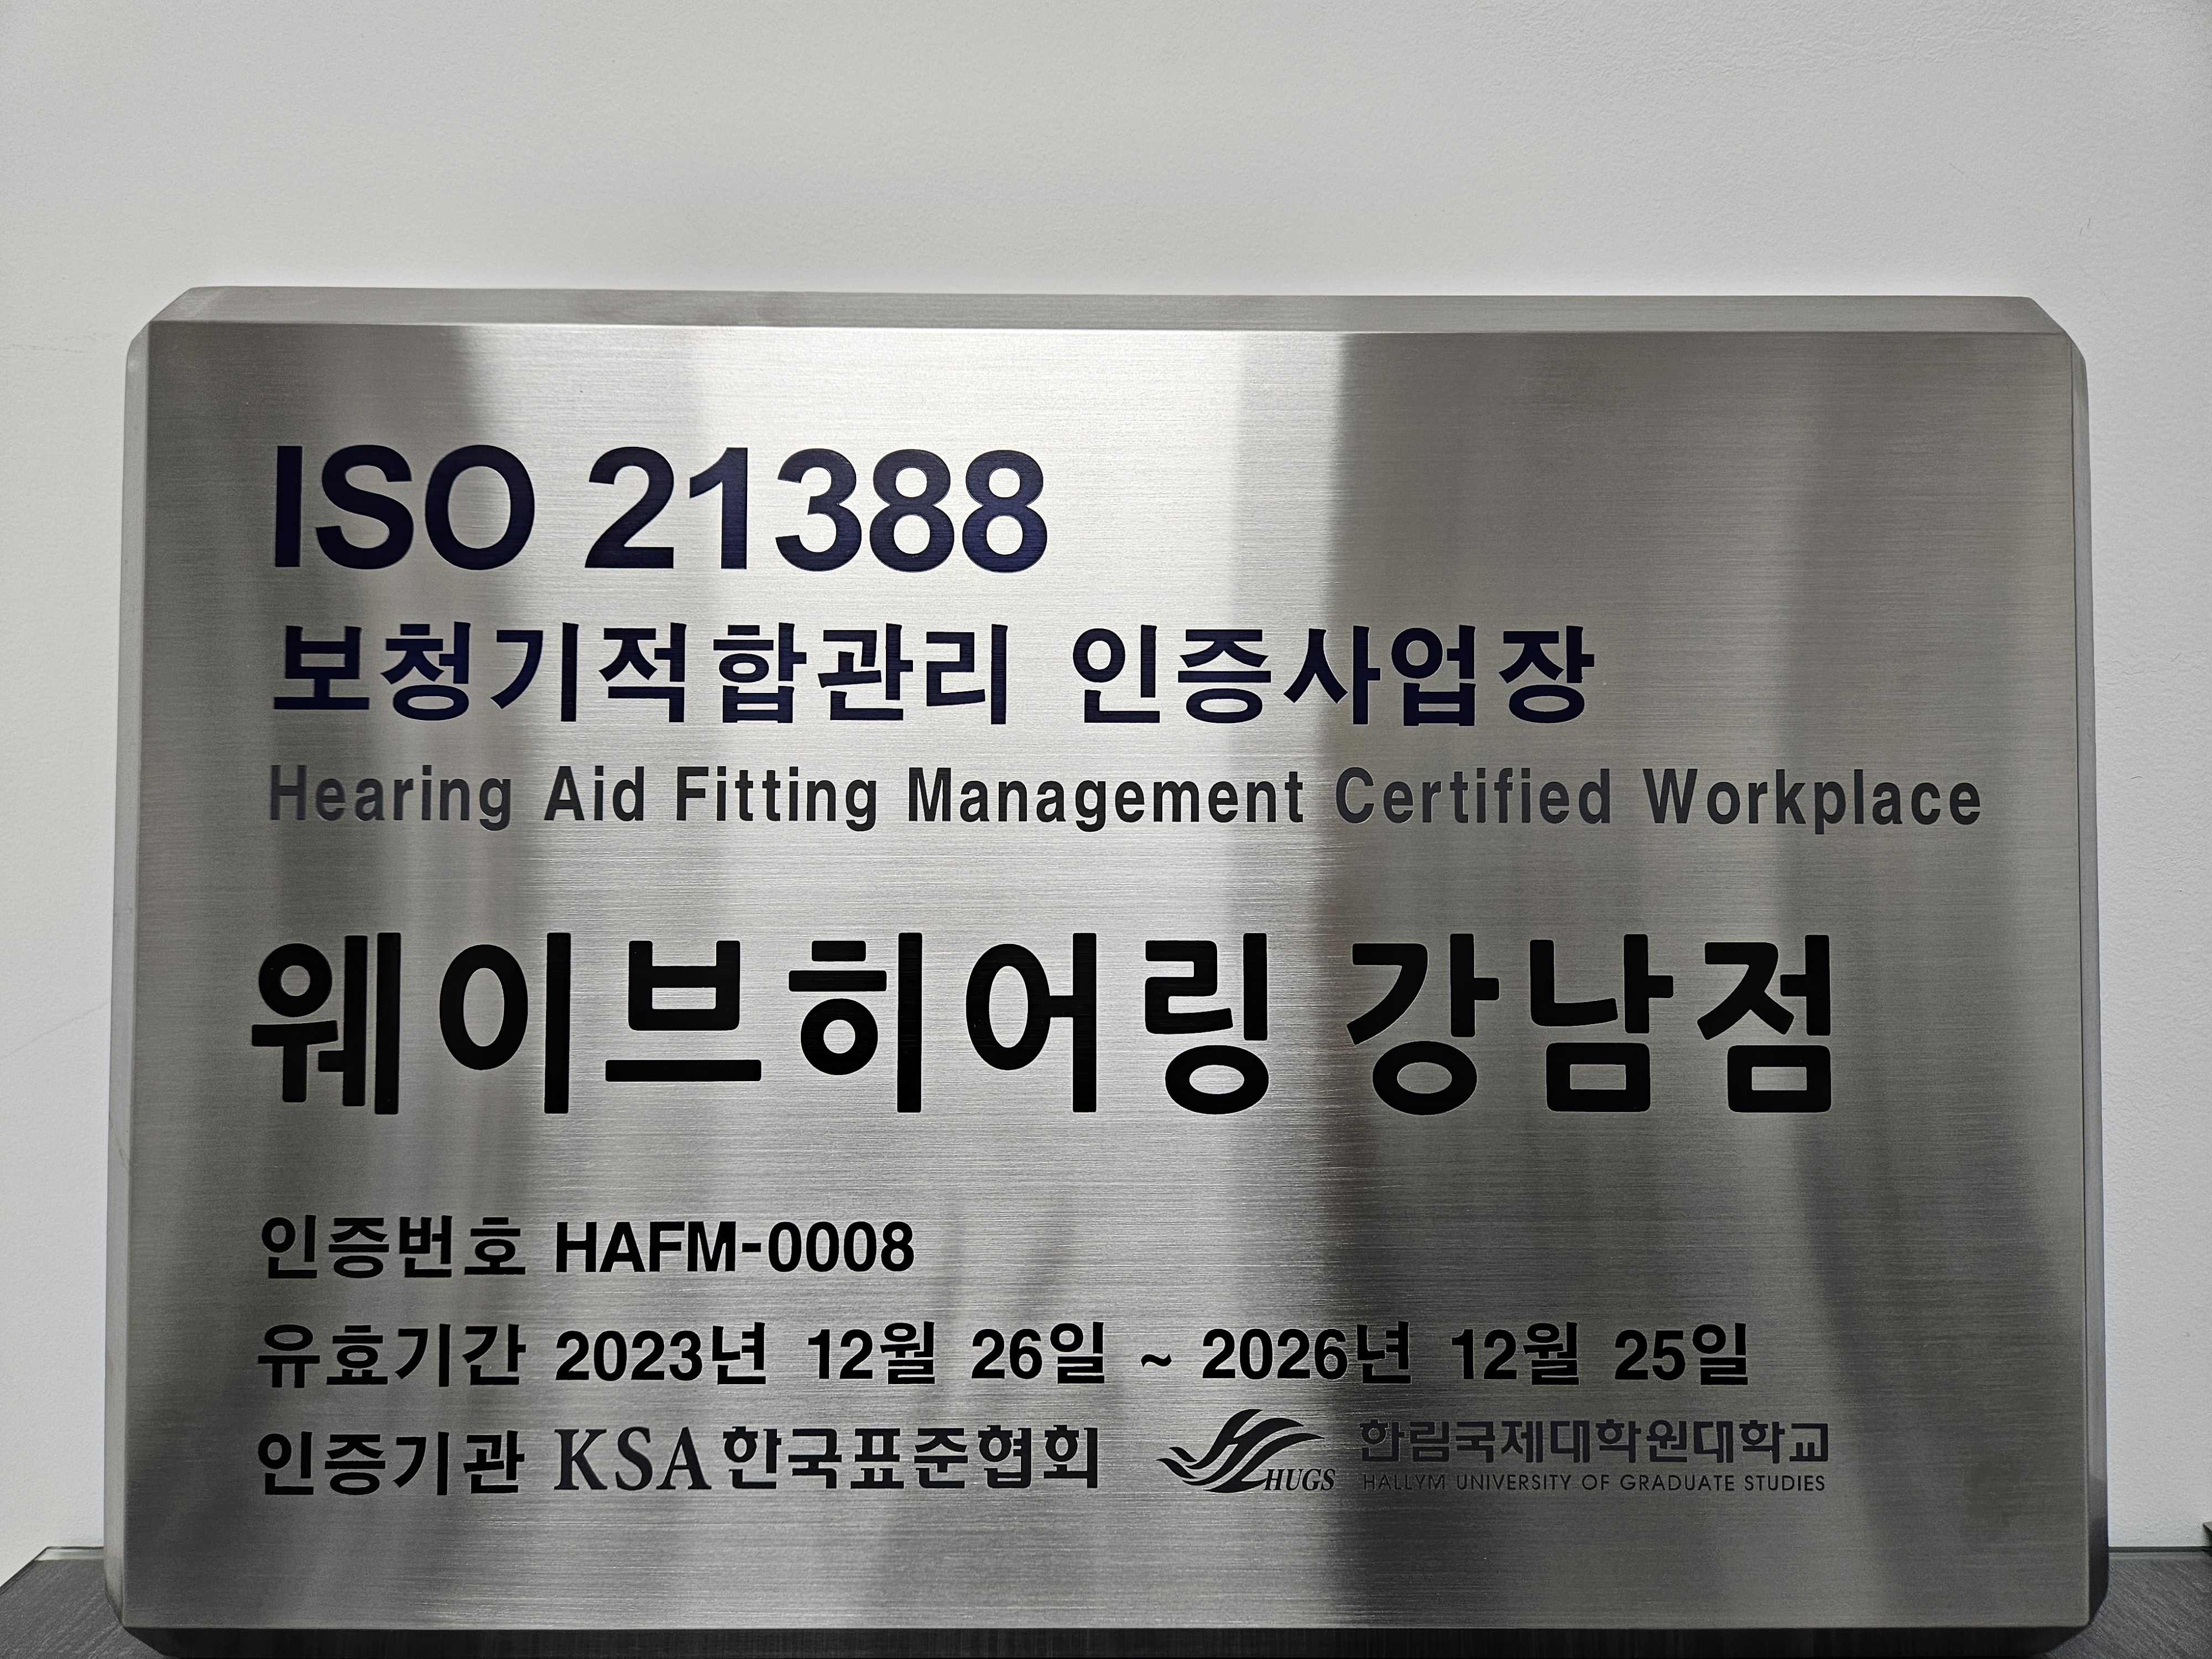 ISO 21388
보청기적합관리 인증사업장
Hearing Aid Fitting Management Certified Workplace
웨이브히어링 강남점
인증번호 HAFM-0008
유효기간 2023년 12월 26일 ~ 2026년 12월 25일
인증기관 KSA한국표준협회 HUGS 한림국제대학원대학교
HALLYM UNIVERSITY OF GRADUATE STUDIES